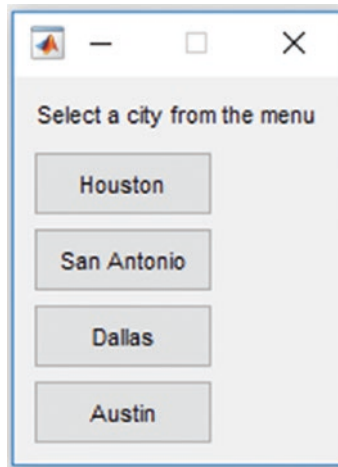 Select a city from the menu
Houston
San Antonio
Dallas
Austin